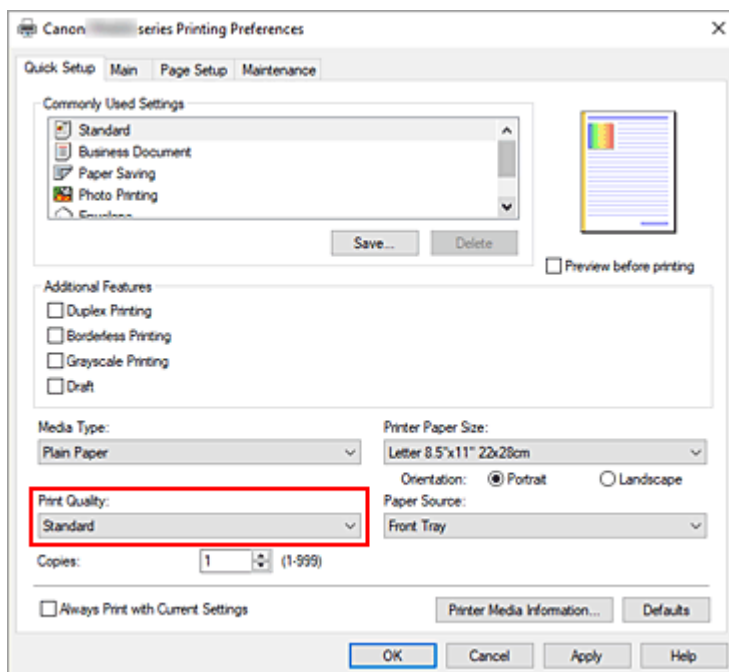 Canon series Printing Preferences
Quick Setup Main Page Setup Maintenance
Commonly Used Settings
Standard
Business Document
Paper Saving
Photo Printing
Envelope
Save... Delete
Preview before printing
Additional Features
Duplex Printing
Borderless Printing
Grayscale Printing
Draft
Media Type: Printer Paper Size:
Plain Paper Letter 8.5"x11" 22x28cm
Orientation: Portrait Landscape
Print Quality: Paper Source:
Standard Front Tray
Copies: 1 (1-999)
Always Print with Current Settings Printer Media Information... Defaults
OK Cancel Apply Help